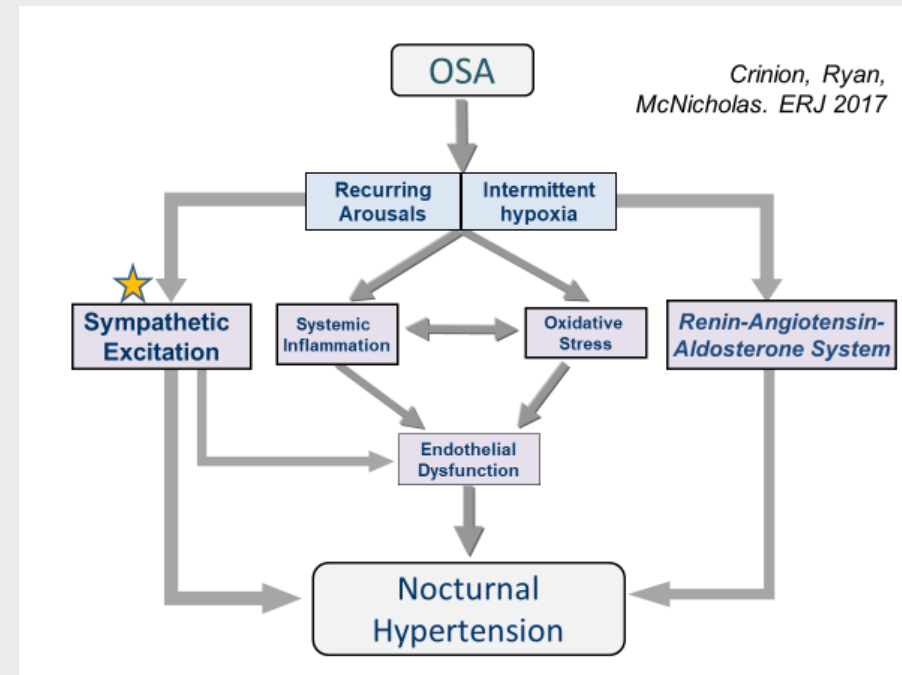 OSA
Crinion, Ryan,
McNicholas. ERJ 2017
Recurring
Arousals
Intermittent
hypoxia
Sympathetic
Excitation
Systemic
Inflammation
Oxidative
Stress
Renin-Angiotensin-
Aldosterone System
Endothelial
Dysfunction
Nocturnal
Hypertension